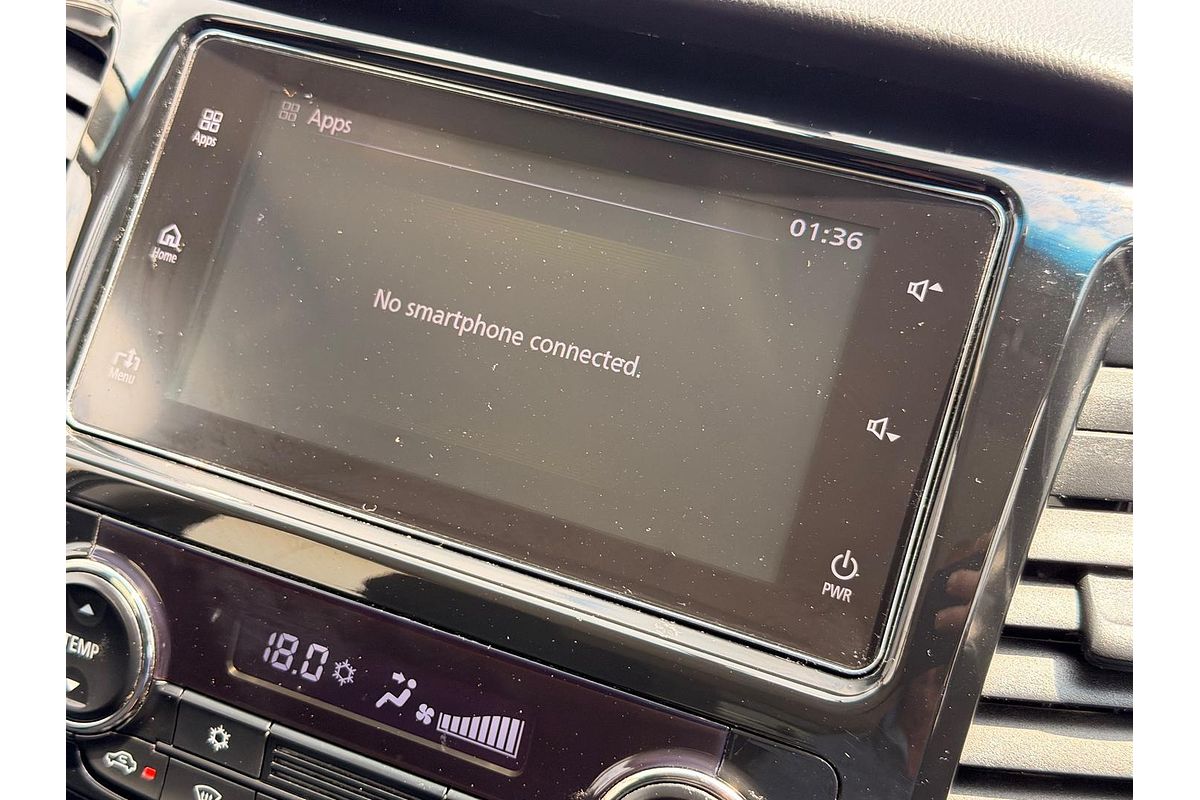 Apps
Apps
01:36
Home
No smartphone connected.
Menu
PWR
TEMP
18.0